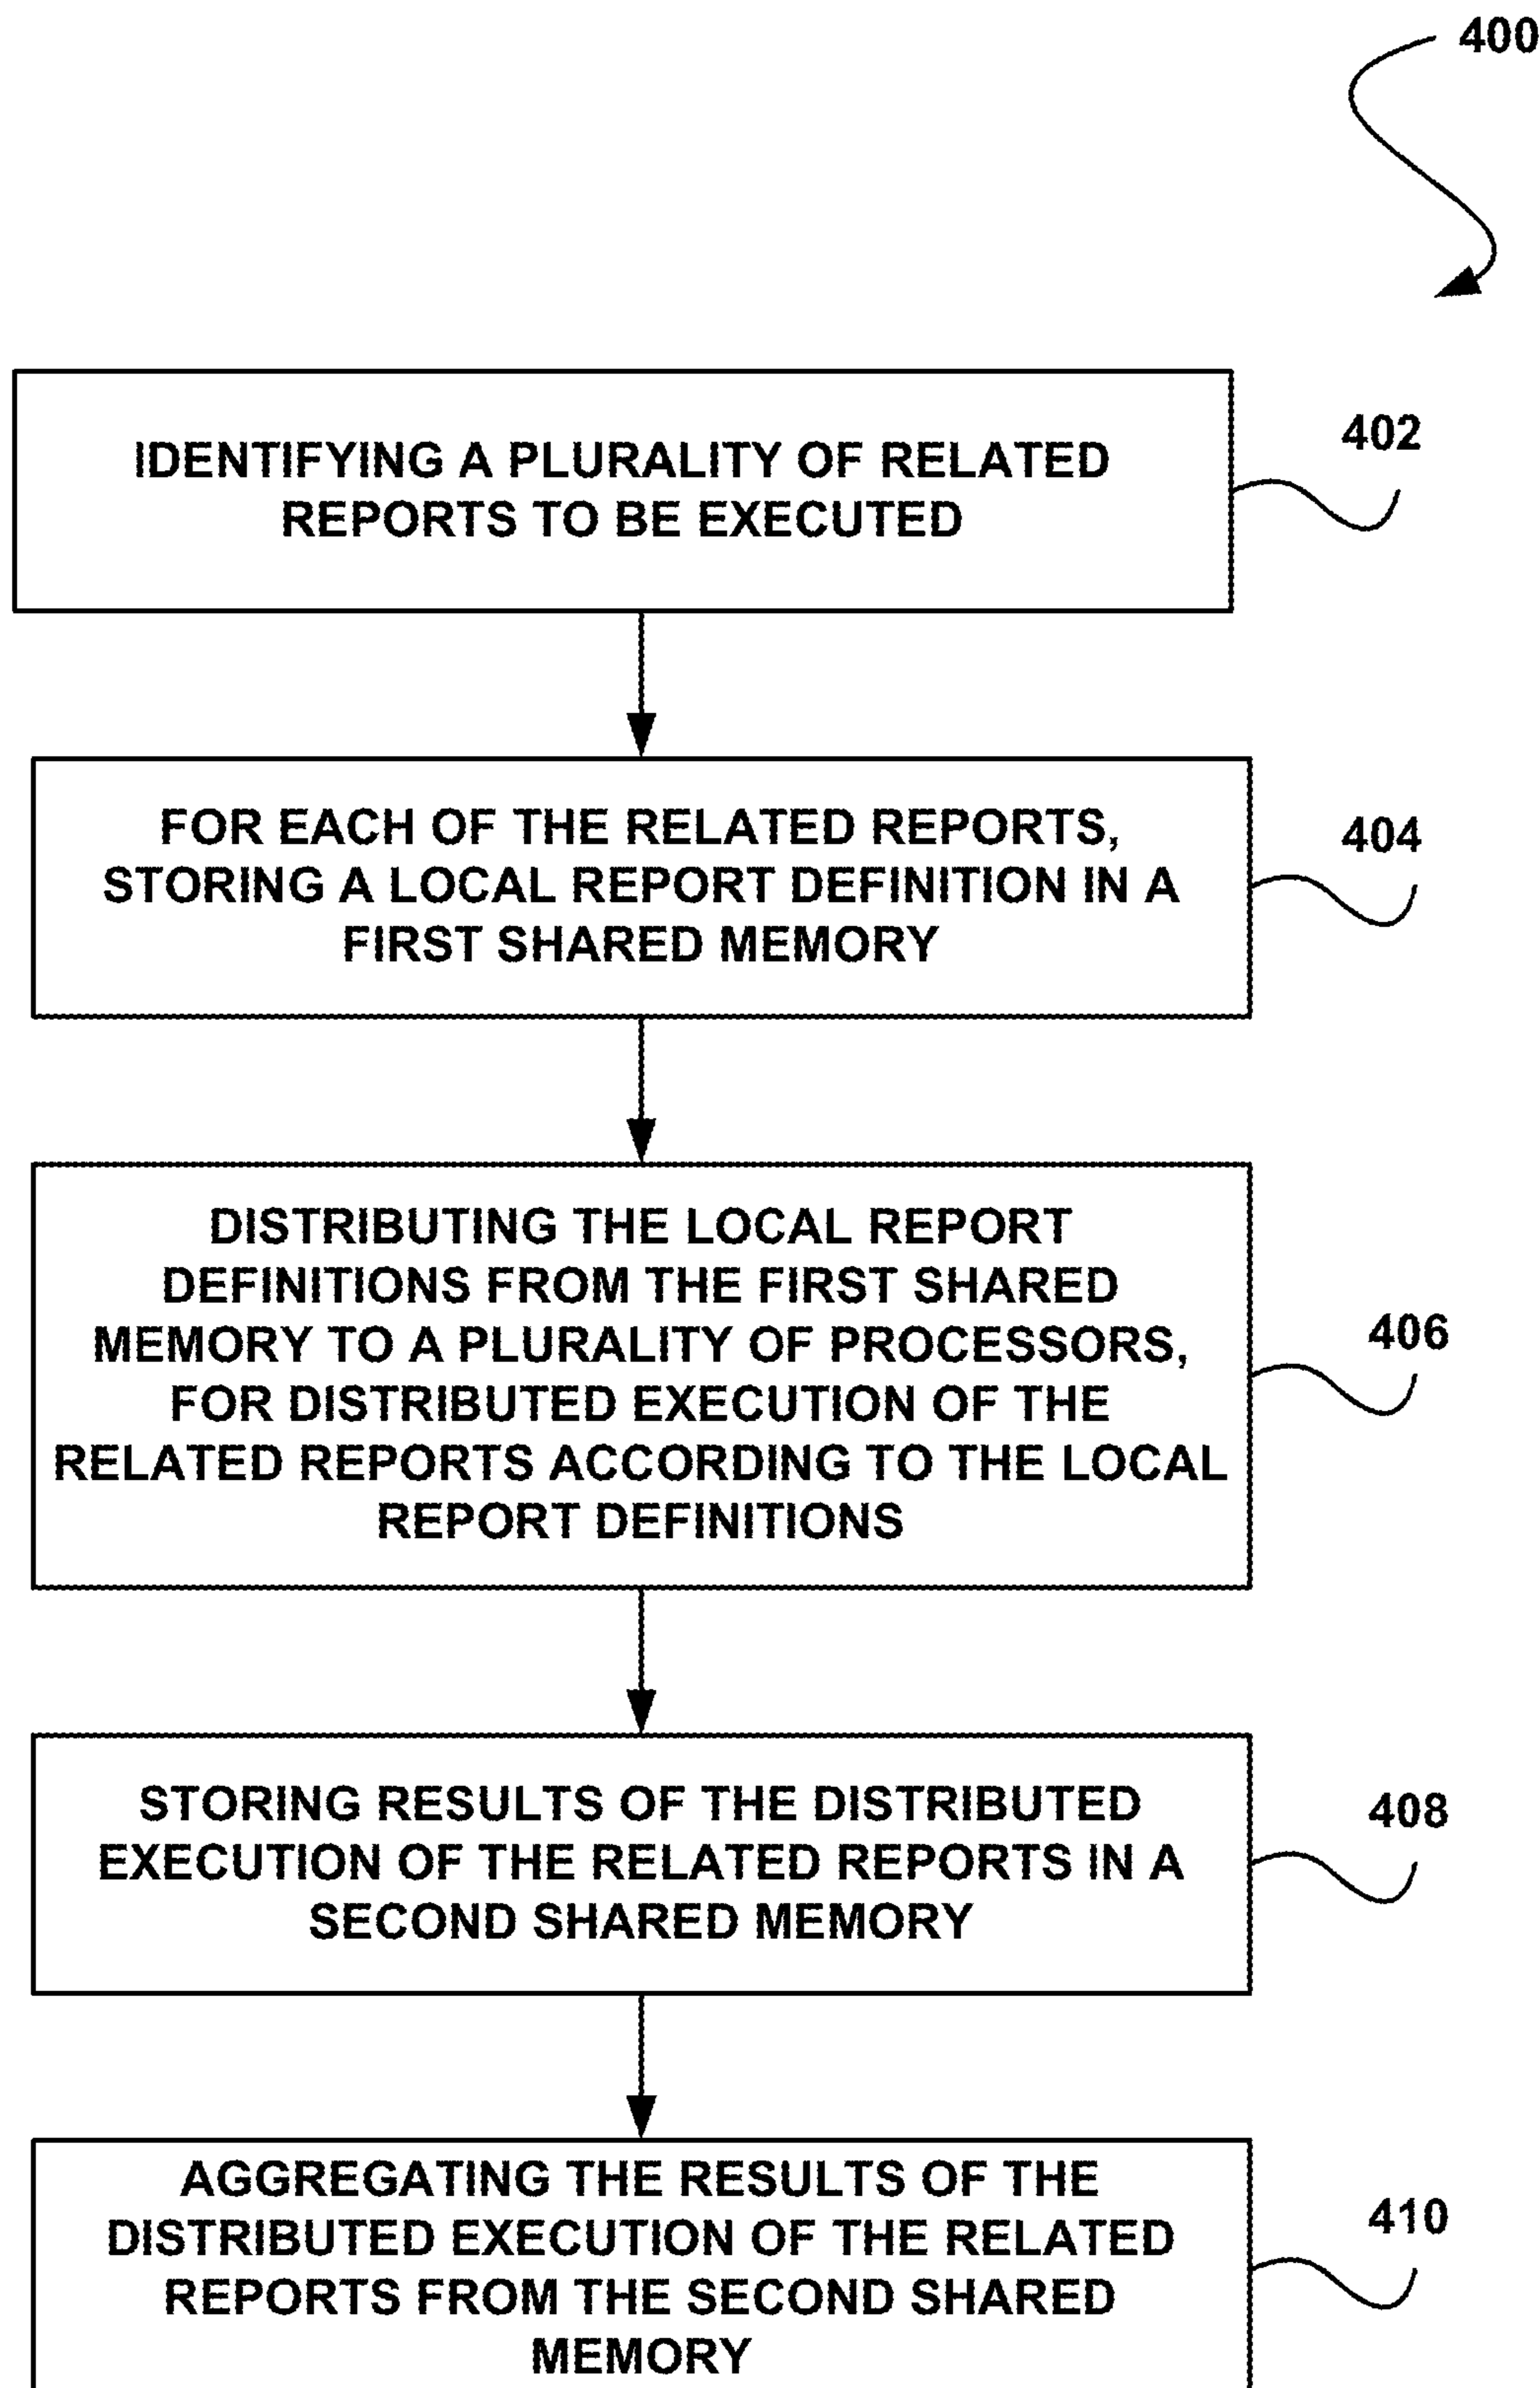 400
IDENTIFYING A PLURALITY OF RELATED
REPORTS TO BE EXECUTED
402
FOR EACH OF THE RELATED REPORTS,
STORING A LOCAL REPORT DEFINITION IN A
FIRST SHARED MEMORY
404
DISTRIBUTING THE LOCAL REPORT
DEFINITIONS FROM THE FIRST SHARED
MEMORY TO A PLURALITY OF PROCESSORS,
FOR DISTRIBUTED EXECUTION OF THE
RELATED REPORTS ACCORDING TO THE LOCAL
REPORT DEFINITIONS
406
STORING RESULTS OF THE DISTRIBUTED
EXECUTION OF THE RELATED REPORTS IN A
SECOND SHARED MEMORY
408
AGGREGATING THE RESULTS OF THE
DISTRIBUTED EXECUTION OF THE RELATED
REPORTS FROM THE SECOND SHARED
MEMORY
410